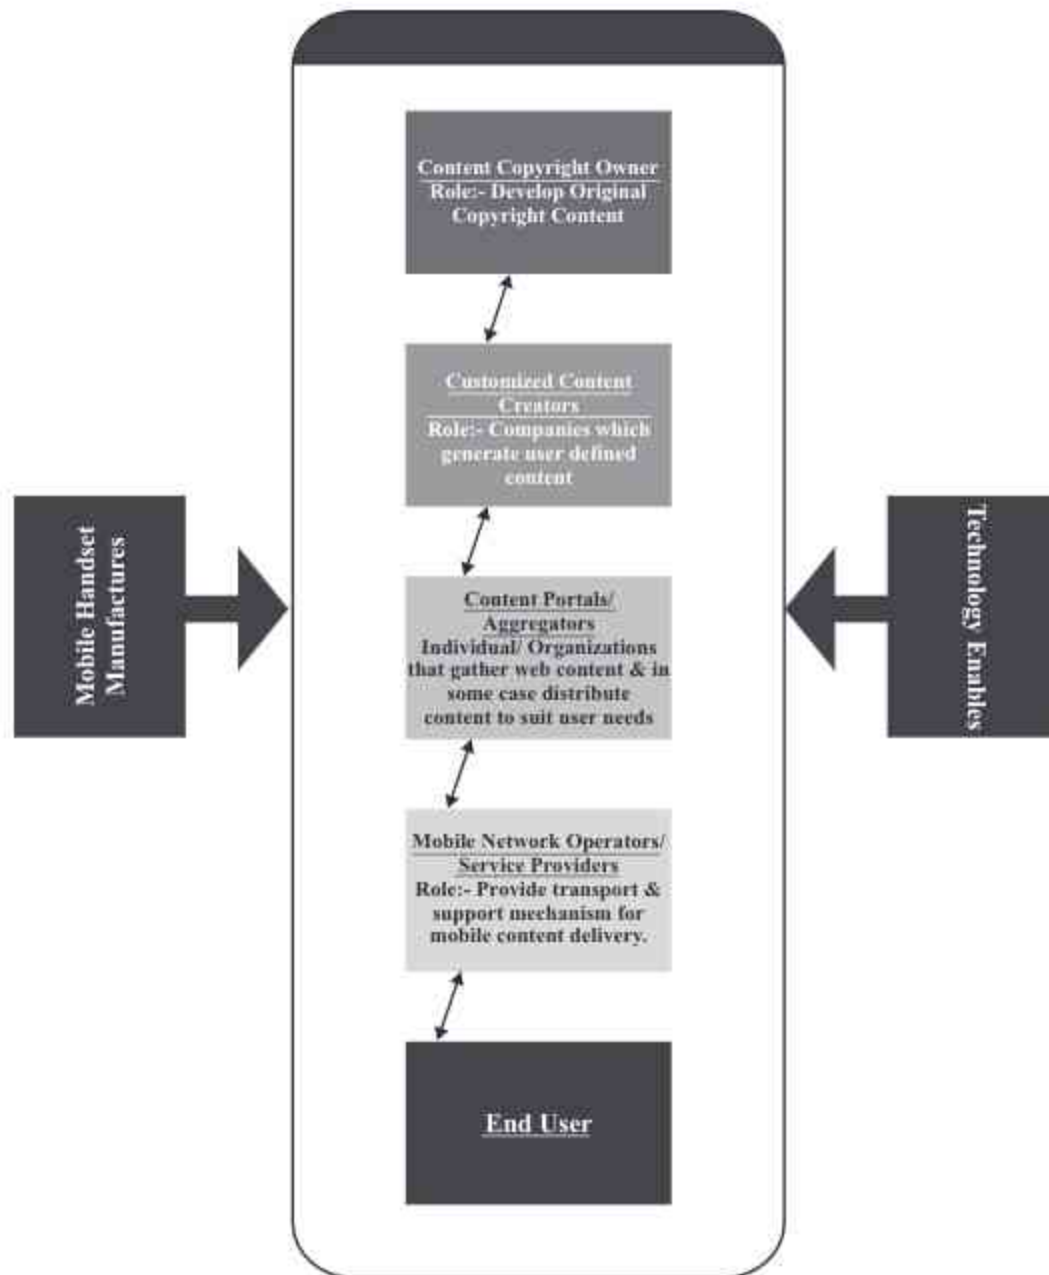 Content Copyright Owner
Role:- Develop Original
Copyright Content
Customized Content
Creators
Role:- Companies which
generate user defined
content
Mobile Handset
Manufactures
Technology Enables
Content Portals/
Aggregators
Individual/ Organizations
that gather web content & in
some case distribute
content to suit user needs
Mobile Network Operators/
Service Providers
Role:- Provide transport &
support mechanism for
mobile content delivery.
End User